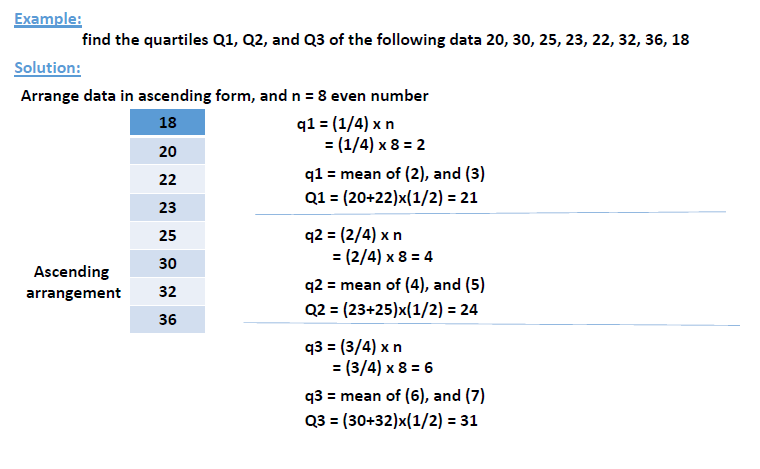 Example:
find the quartiles Q1, Q2, and Q3 of the following data 20, 30, 25, 23, 22, 32, 36, 18
Solution:
Arrange data in ascending form, and n = 8 even number
18
20
22
23
25
30
32
36
Ascending
arrangement
q1 = (1/4) x n
= (1/4) x 8 = 2
q1 = mean of (2), and (3)
Q1 = (20+22)x(1/2) = 21
q2 = (2/4) x n
= (2/4) x 8 = 4
q2 = mean of (4), and (5)
Q2 = (23+25)x(1/2) = 24
q3 = (3/4) x n
= (3/4) x 8 = 6
q3 = mean of (6), and (7)
Q3 = (30+32)x(1/2) = 31